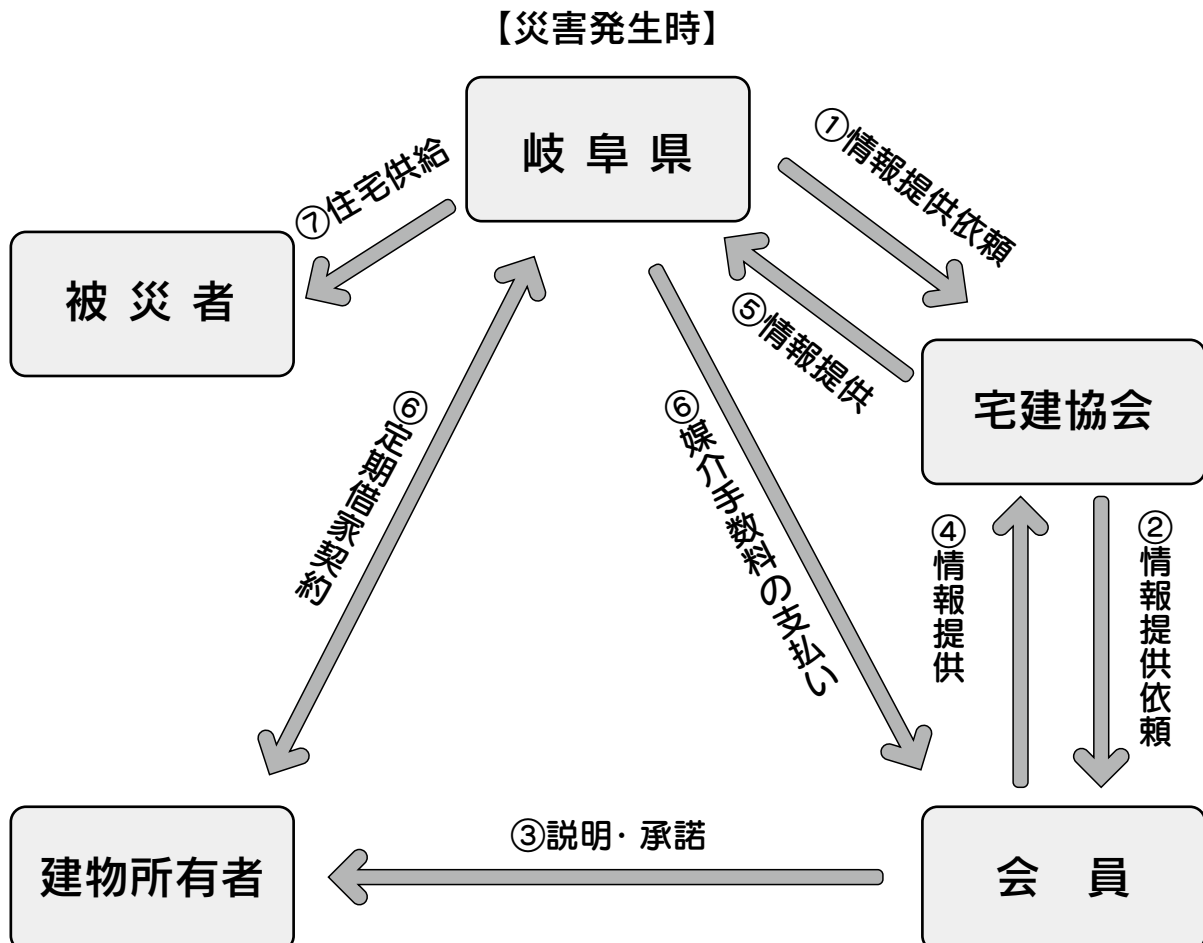 【災害発生時】
岐阜県
①情報提供依頼
⑦住宅供給
被災者
⑤情報提供
宅建協会
⑥定期借家契約
⑥媒介手数料の支払い
④情報提供
②情報提供依頼
③説明・承諾
建物所有者
会員